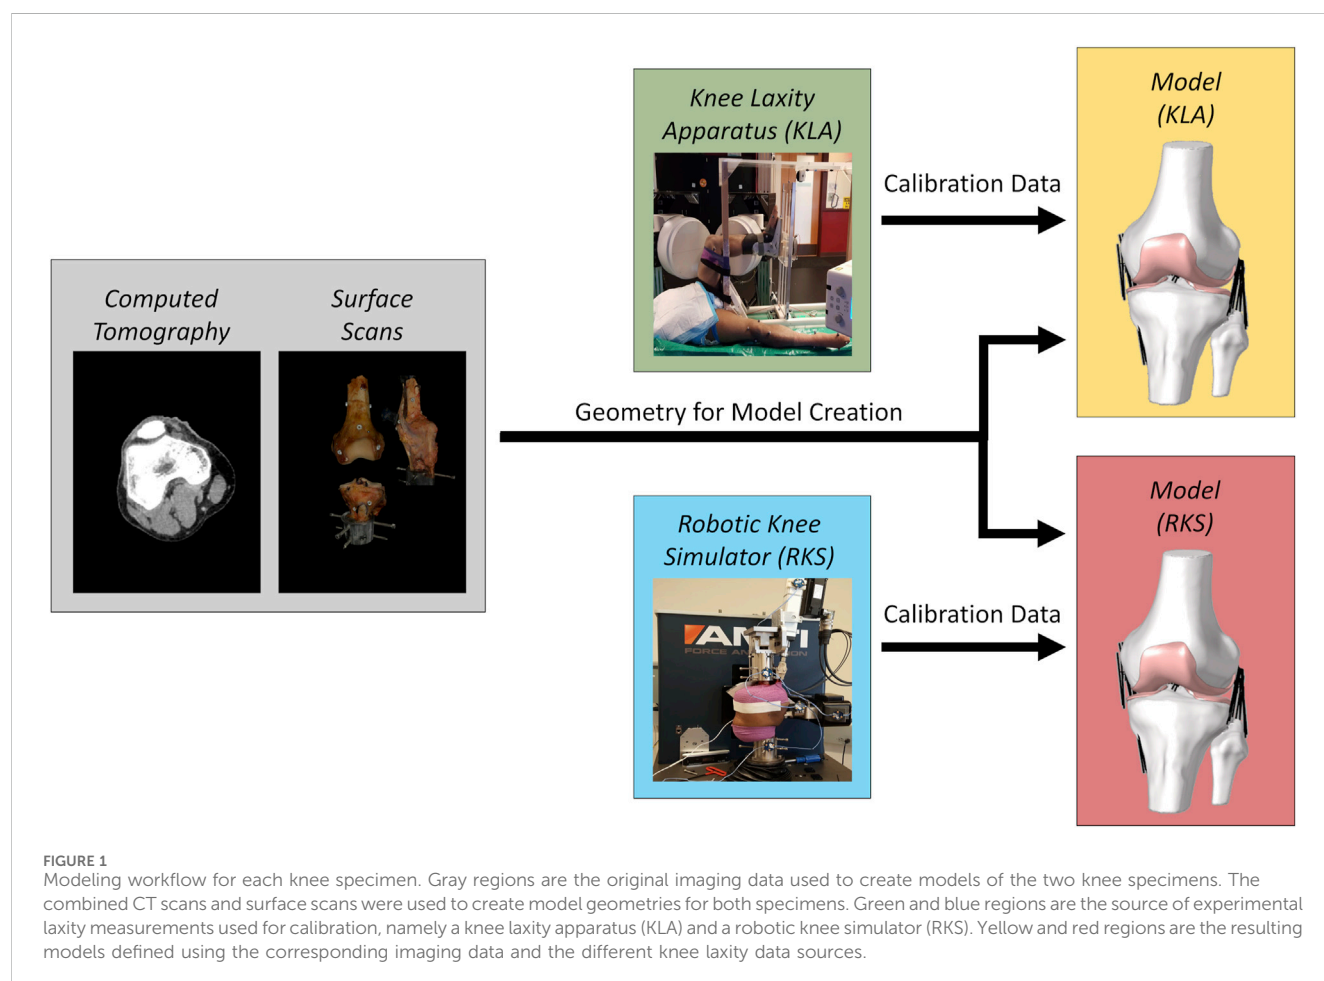 Computed
Tomography
Surface
Scans
Knee Laxity
Apparatus (KLA)
Calibration Data
Model
(KLA)
Geometry for Model Creation
Robotic Knee
Simulator (RKS)
Calibration Data
Model
(RKS)
FIGURE 1
Modeling workflow for each knee specimen. Gray regions are the original imaging data used to create models of the two knee specimens. The
combined CT scans and surface scans were used to create model geometries for both specimens. Green and blue regions are the source of experimental
laxity measurements used for calibration, namely a knee laxity apparatus (KLA) and a robotic knee simulator (RKS). Yellow and red regions are the resulting
models defined using the corresponding imaging data and the different knee laxity data sources.